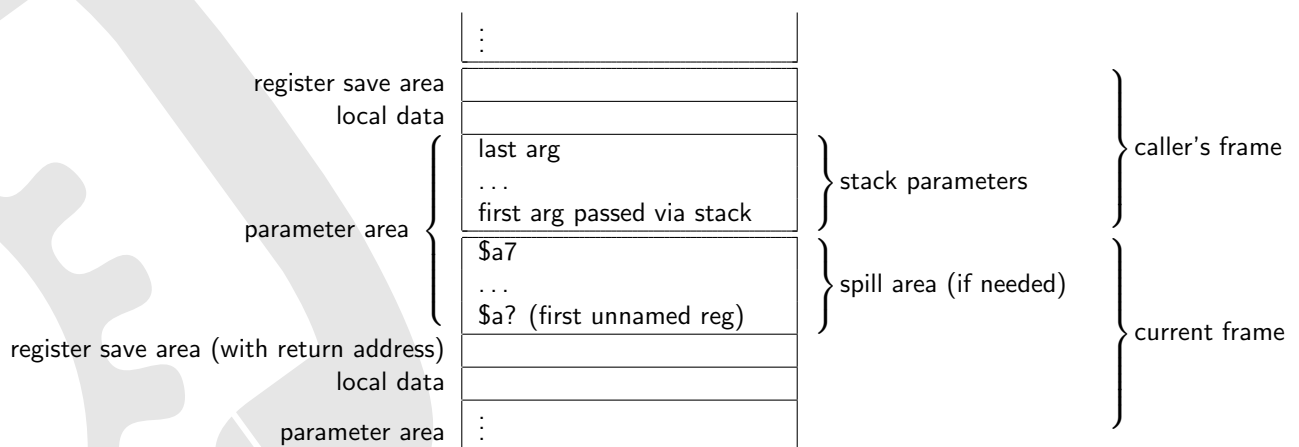 ⋮
register save area
local data
last arg
caller's frame
. . .
stack parameters
first arg passed via stack
parameter area
$a7
. . .
spill area (if needed)
$a? (first unnamed reg)
current frame
register save area (with return address)
local data
parameter area
⋮